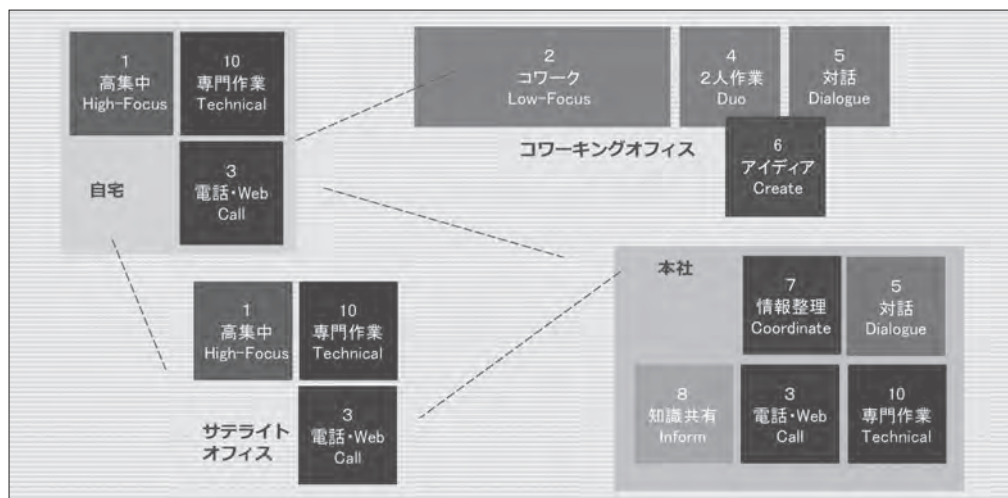 1
高集中
High-Focus
10
専門作業
Technical
3
電話・Web
Call
自宅
2
コワーク
Low-Focus
4
2人作業
Duo
5
対話
Dialogue
6
アイディア
Create
コワーキングオフィス
1
高集中
High-Focus
10
専門作業
Technical
3
電話・Web
Call
サテライト
オフィス
本社
7
情報整理
Coordinate
5
対話
Dialogue
8
知識共有
Inform
3
電話・Web
Call
10
専門作業
Technical